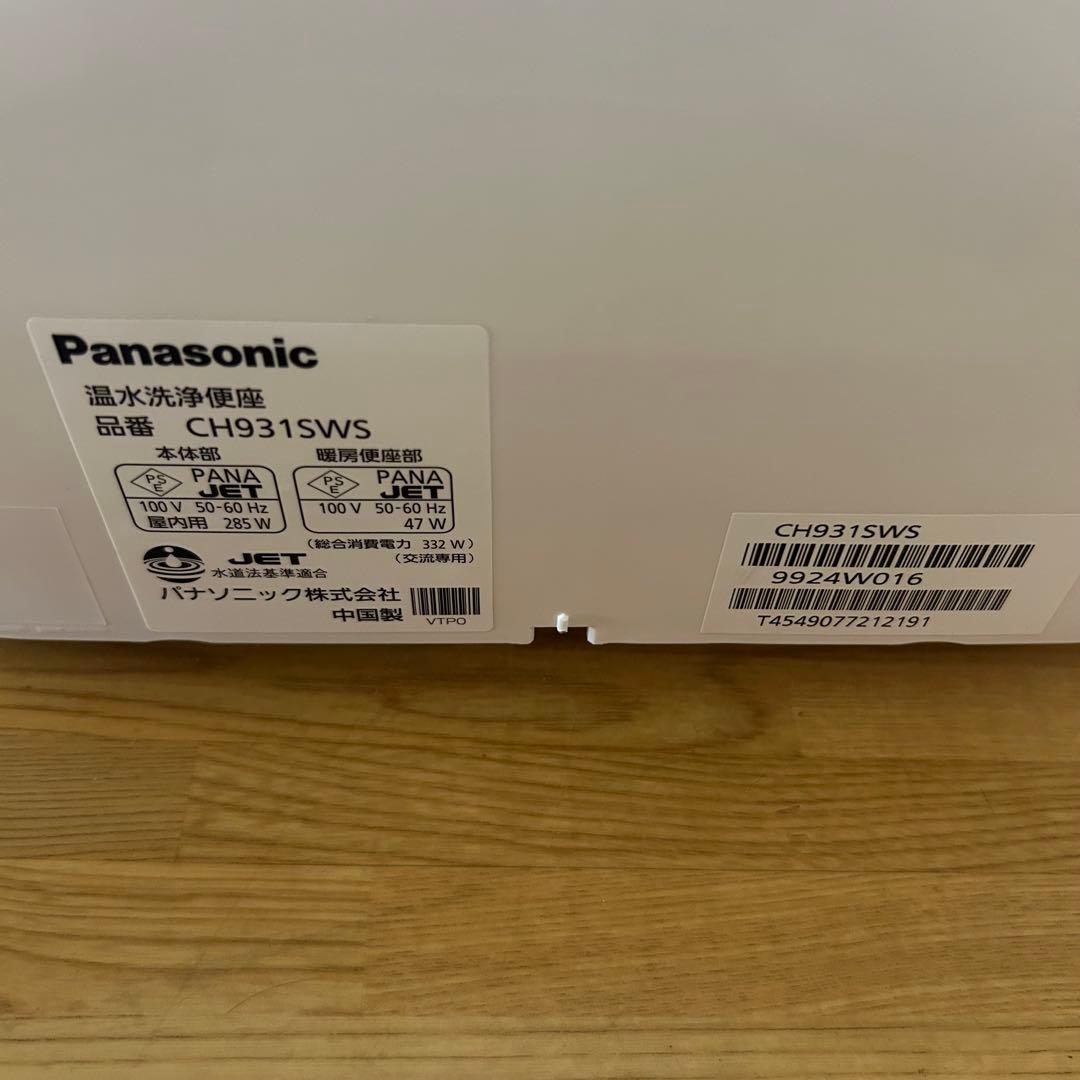 Panasonic
温水洗浄便座
品番 CH931SWS
本体部
PS E PANA JET
100 V 50-60 Hz
屋内用 285 W
暖房便座部
PS E PANA JET
100 V 50-60 Hz
47 W
(総合消費電力 332 W)
(交流専用)
JET
水道法基準適合
パナソニック株式会社
中国製
VTP0
CH931SWS
9924W016
T4549077212191